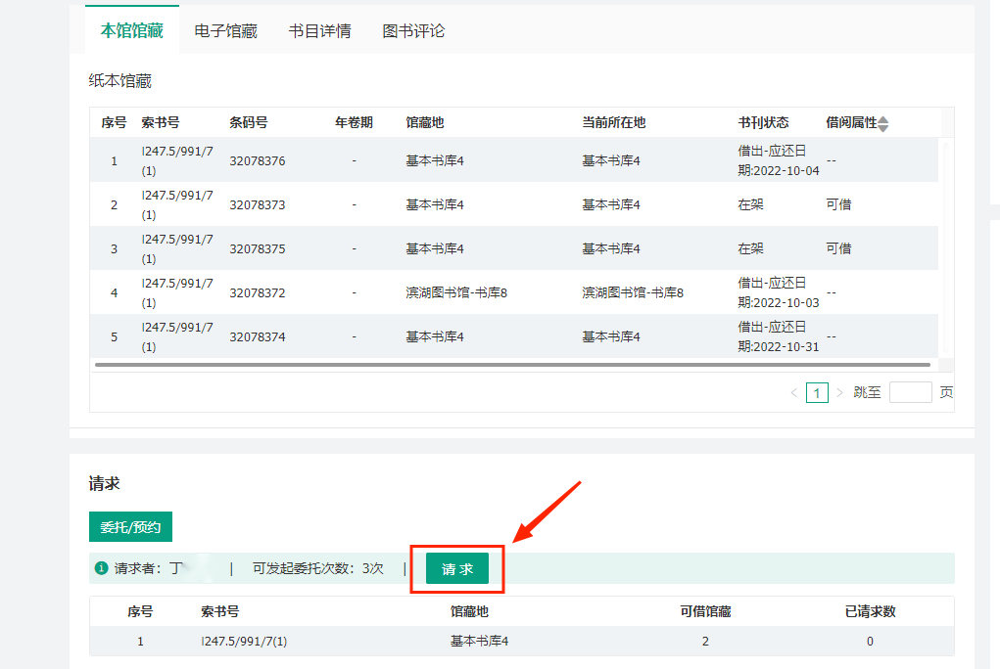 本馆馆藏 电子馆藏 书目详情 图书评论
纸本馆藏
序号 索书号 条码号 年卷期 馆藏地 当前所在地 书刊状态 借阅属性
1 I247.5/991/7(1) 32078376 - 基本书库4 基本书库4 借出-应还日期:2022-10-04 --
2 I247.5/991/7(1) 32078373 - 基本书库4 基本书库4 在架 可借
3 I247.5/991/7(1) 32078375 - 基本书库4 基本书库4 在架 可借
4 I247.5/991/7(1) 32078372 - 滨湖图书馆-书库8 滨湖图书馆-书库8 借出-应还日期:2022-10-03 --
5 I247.5/991/7(1) 32078374 - 基本书库4 基本书库4 借出-应还日期:2022-10-31 --
< 1 > 跳至 页
请求
委托/预约
请求者：丁 | 可发起委托次数：3次 | 请 求
序号 索书号 馆藏地 可借馆藏 已请求数
1 I247.5/991/7(1) 基本书库4 2 0